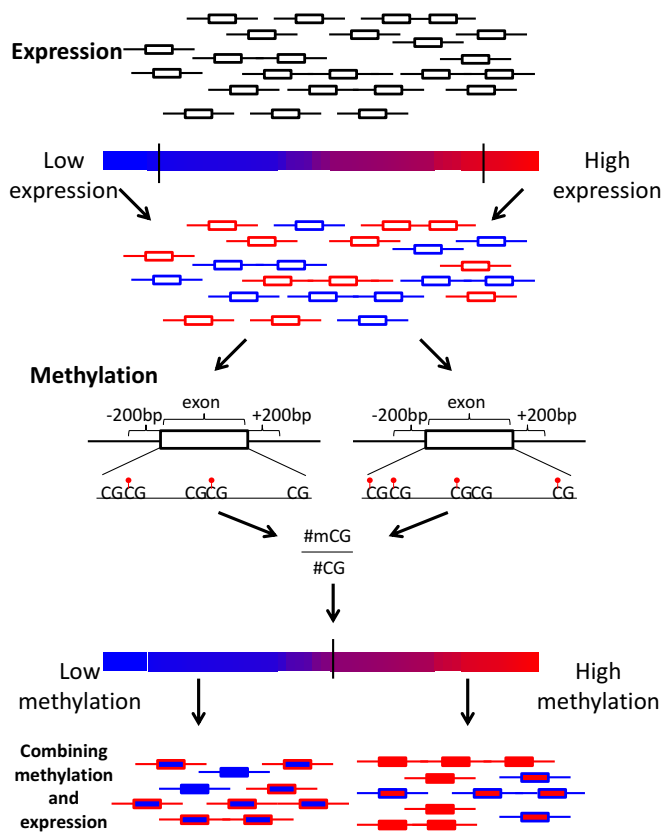 Expression
Low
expression
High
expression
Methylation
exon
-200bp
+200bp
exon
-200bp
+200bp
CGCG
CGCG
CG
CGCG
CGCG
CG
#mCG
#CG
Low
methylation
High
methylation
Combining
methylation
and
expression